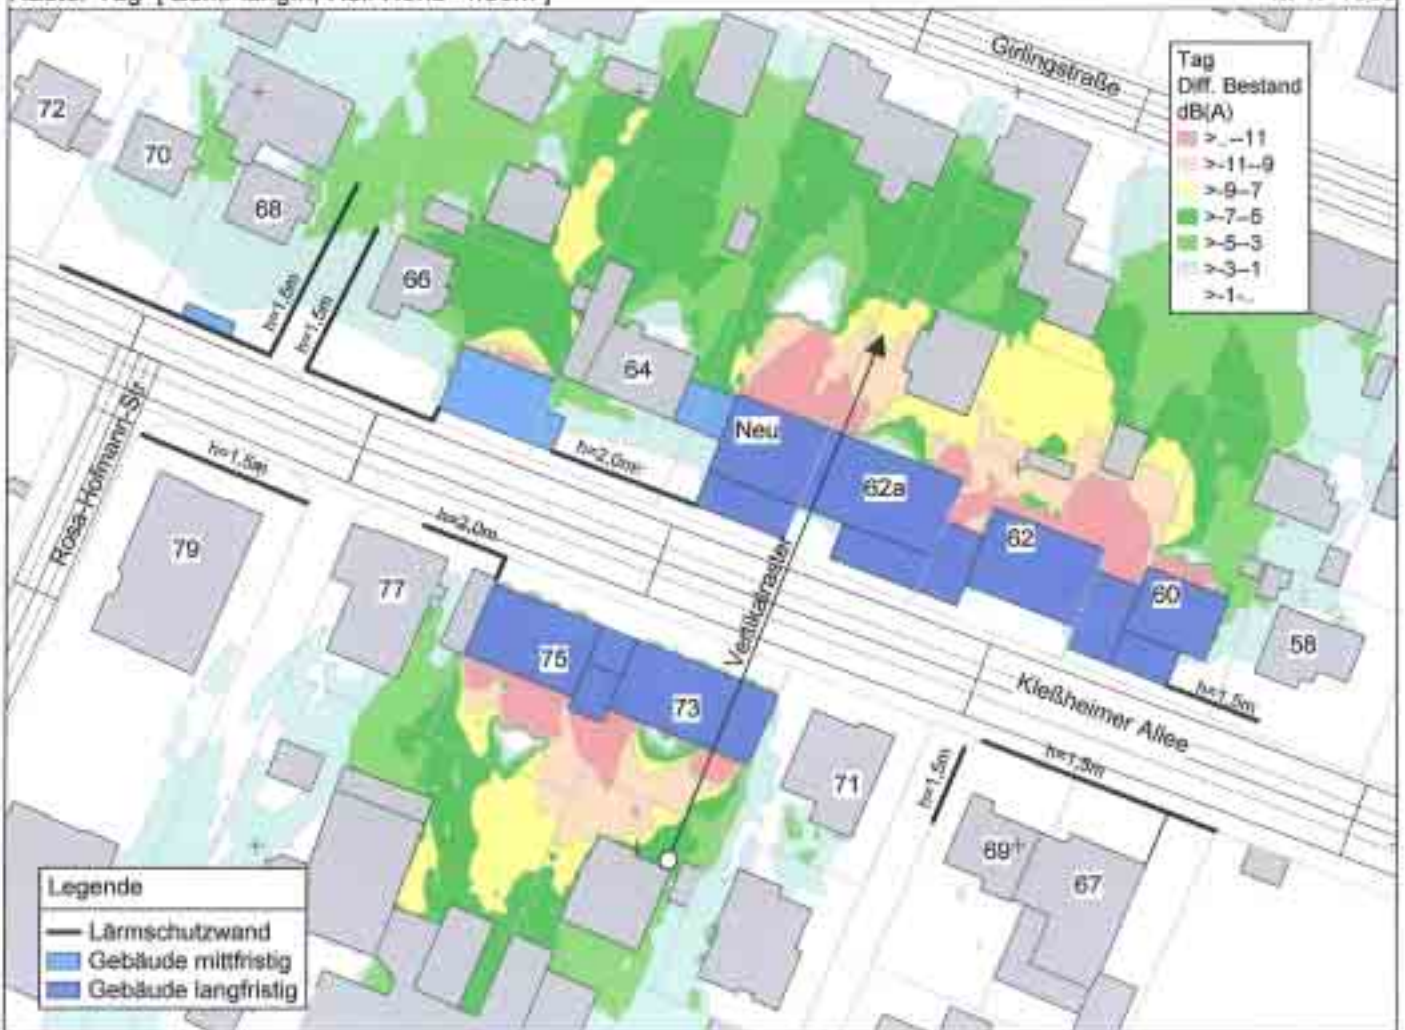 Girlingstraße
Tag
Diff. Bestand
dB(A)
>..--11
>-11--9
>-9--7
>-7--5
>-5--3
>-3--1
>-1-..
72
70
68
66
64
h=1,5m
h=1,5m
Rosa-Hofmann-Str
h=1,5m
h=2,0m
Neu
62a
62
60
58
79
77
h=2,0m
75
73
Vertikalraster
Kleßheimer Allee
h=1,5m
71
h=1,5m
h=1,5m
69
67
Legende
Lärmschutzwand
Gebäude mittfristig
Gebäude langfristig